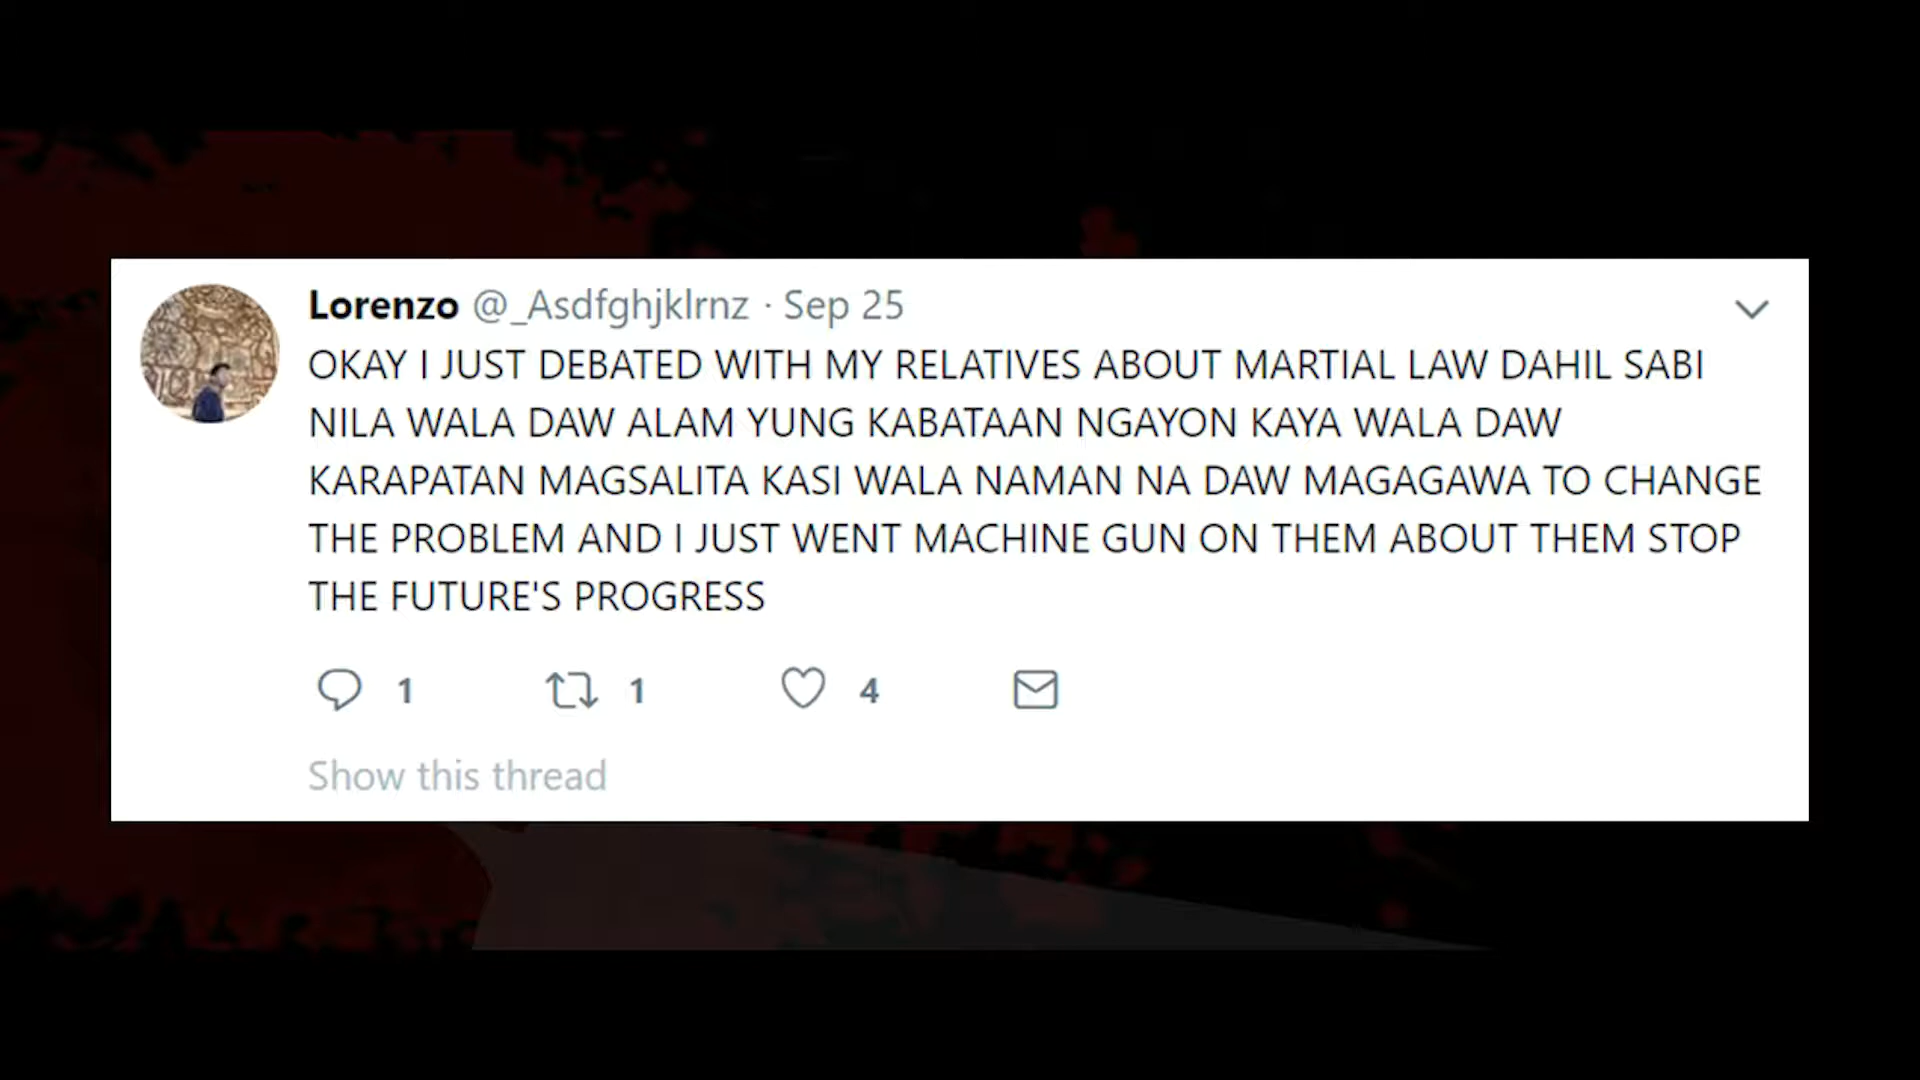 Lorenzo @_Asdfghjklrnz · Sep 25
OKAY I JUST DEBATED WITH MY RELATIVES ABOUT MARTIAL LAW DAHIL SABI
NILA WALA DAW ALAM YUNG KABATAAN NGAYON KAYA WALA DAW
KARAPATAN MAGSALITA KASI WALA NAMAN NA DAW MAGAGAWA TO CHANGE
THE PROBLEM AND I JUST WENT MACHINE GUN ON THEM ABOUT THEM STOP
THE FUTURE'S PROGRESS
1 1 4
Show this thread